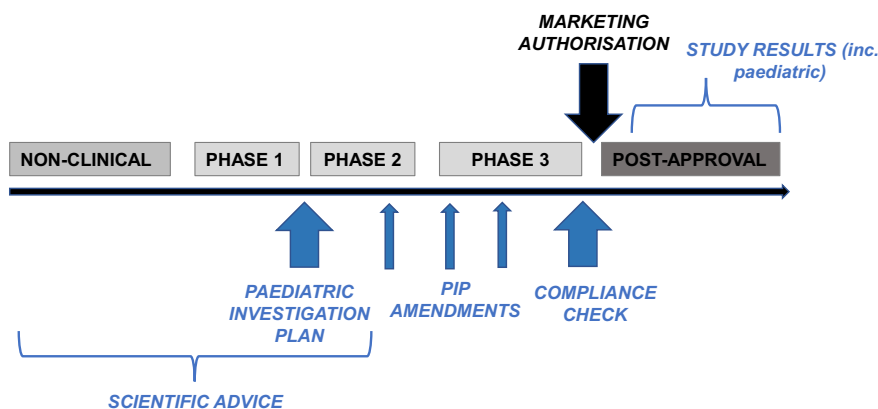 MARKETING
AUTHORISATION
STUDY RESULTS (inc.
paediatric)
NON-CLINICAL
PHASE 1
PHASE 2
PHASE 3
POST-APPROVAL
PAEDIATRIC
INVESTIGATION
PLAN
PIP
AMENDMENTS
COMPLIANCE
CHECK
SCIENTIFIC ADVICE